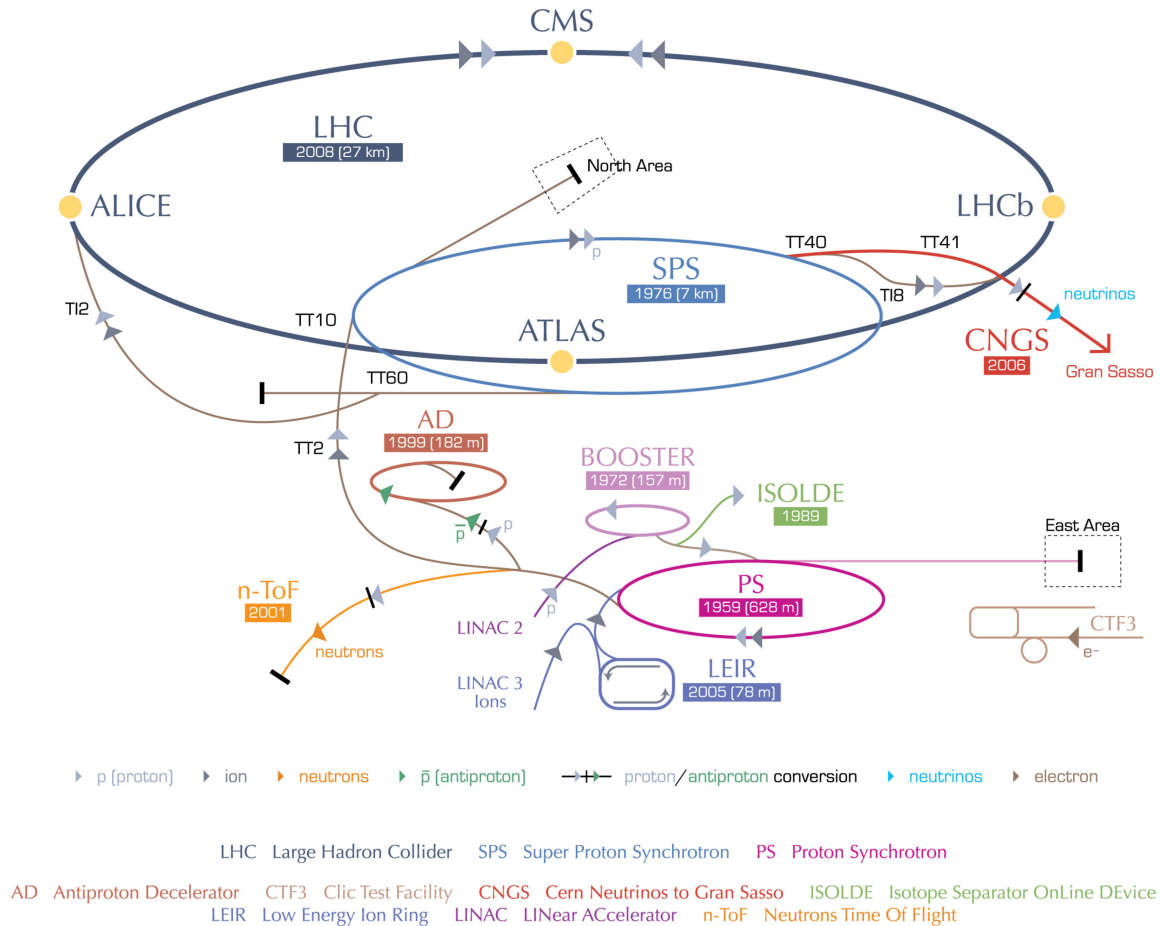 CMS
LHC
2008 (27 km)
North Area
ALICE
LHCb
TT40
TT41
p
SPS
1976 (7 km)
TI8
TI2
TT10
neutrinos
ATLAS
CNGS
2006
Gran Sasso
TT60
AD
1999 (182 m)
TT2
BOOSTER
1972 (157 m)
ISOLDE
1989
p̅
p
East Area
n-ToF
2001
PS
1959 (628 m)
p
LINAC 2
neutrons
CTF3
e-
LEIR
2005 (78 m)
LINAC 3
Ions
p (proton)
ion
neutrons
p̅ (antiproton)
proton/antiproton conversion
neutrinos
electron
LHC Large Hadron Collider SPS Super Proton Synchrotron PS Proton Synchrotron
AD Antiproton Decelerator CTF3 Clic Test Facility CNGS Cern Neutrinos to Gran Sasso ISOLDE Isotope Separator OnLine DEvice
LEIR Low Energy Ion Ring LINAC LINear ACcelerator n-ToF Neutrons Time Of Flight